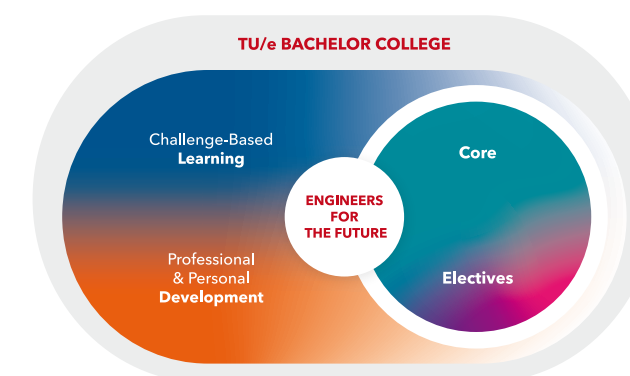 TU/e BACHELOR COLLEGE
Challenge-Based
Learning
Core
ENGINEERS
FOR
THE FUTURE
Professional
& Personal
Development
Electives